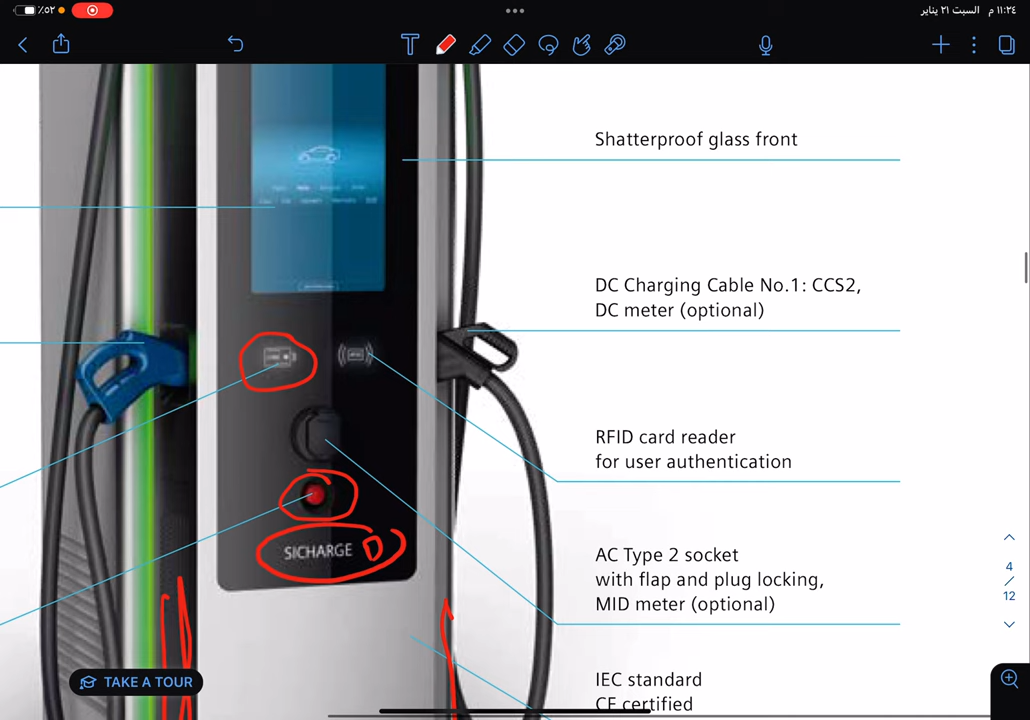 ٪٥٢
١١:٣٤ م السبت ٢١ يناير
Shatterproof glass front
DC Charging Cable No.1: CCS2,
DC meter (optional)
RFID card reader
for user authentication
AC Type 2 socket
with flap and plug locking,
MID meter (optional)
IEC standard
CE certified
SICHARGE D
4
/
12
TAKE A TOUR